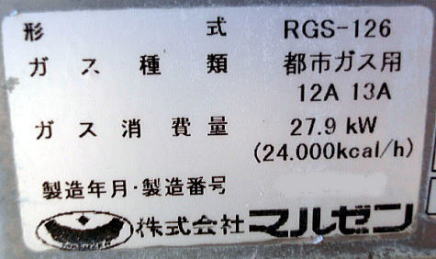 形式 RGS-126
ガス種類 都市ガス用
12A 13A
ガス消費量 27.9 kW
(24.000kcal/h)
製造年月・製造番号
株式会社マルゼン